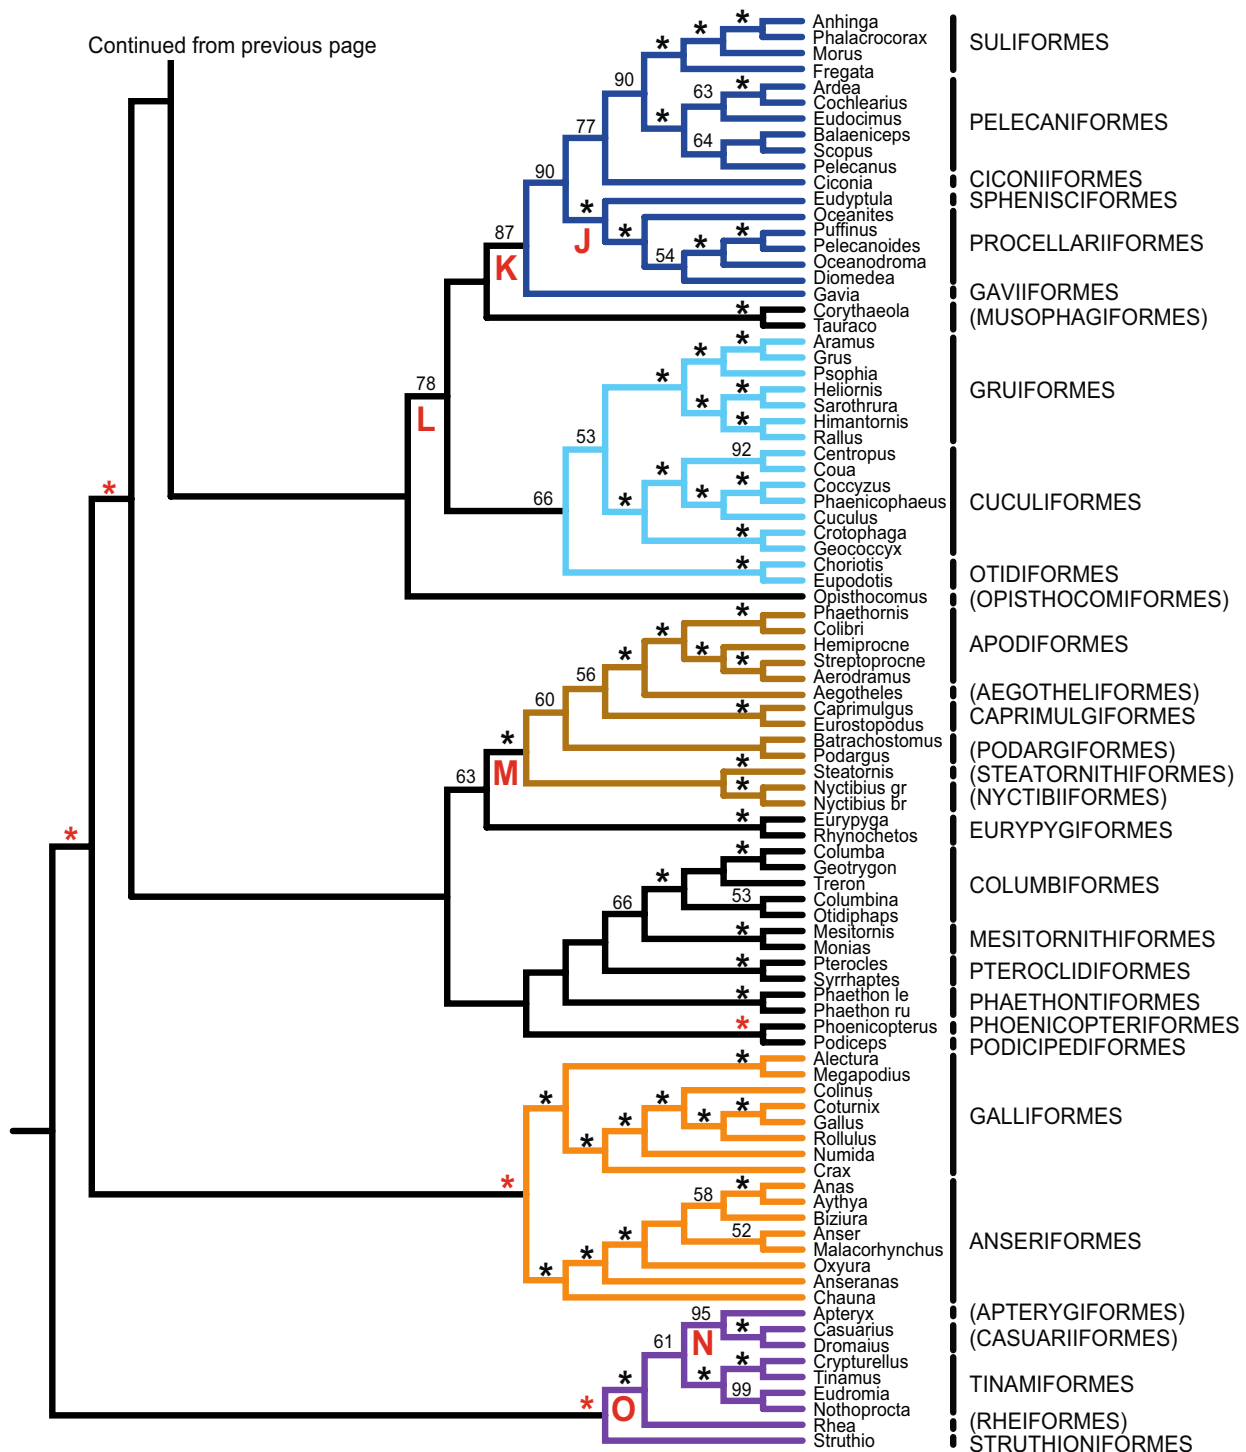 Continued from previous page
Anhinga
Phalacrocorax
Morus
Fregata
SULIFORMES
Ardea
Cochlearius
Eudocimus
Balaeniceps
Scopus
Pelecanus
PELECANIFORMES
Ciconia
CICONIIFORMES
Eudyptula
SPHENISCIFORMES
Oceanites
Puffinus
Pelecanoides
Oceanodroma
Diomedea
PROCELLARIIFORMES
Gavia
GAVIIFORMES
Corythaeola
Tauraco
(MUSOPHAGIFORMES)
Aramus
Grus
Psophia
Heliornis
Sarothrura
Himantornis
Rallus
GRUIFORMES
Centropus
Coua
Coccyzus
Phaenicophaeus
Cuculus
Crotophaga
Geococcyx
CUCULIFORMES
Choriotis
Eupodotis
OTIDIFORMES
Opisthocomus
(OPISTHOCOMIFORMES)
Phaethornis
Colibri
Hemiprocne
Streptoprocne
Aerodramus
APODIFORMES
Aegotheles
(AEGOTHELIFORMES)
Caprimulgus
Eurostopodus
CAPRIMULGIFORMES
Batrachostomus
Podargus
(PODARGIFORMES)
Steatornis
(STEATORNITHIFORMES)
Nyctibius gr
Nyctibius br
(NYCTIBIIFORMES)
Eurypyga
Rhynochetos
EURYPYGIFORMES
Columba
Geotrygon
Treron
Columbina
Otidiphaps
COLUMBIFORMES
Mesitornis
Monias
MESITORNITHIFORMES
Pterocles
Syrrhaptes
PTEROCLIDIFORMES
Phaethon le
Phaethon ru
PHAETHONTIFORMES
Phoenicopterus
PHOENICOPTERIFORMES
Podiceps
PODICIPEDIFORMES
Alectura
Megapodius
Colinus
Coturnix
Gallus
Rollulus
Numida
Crax
GALLIFORMES
Anas
Aythya
Biziura
Anser
Malacorhynchus
Oxyura
Anseranas
Chauna
ANSERIFORMES
Apteryx
(APTERYGIFORMES)
Casuarius
Dromaius
(CASUARIIFORMES)
Crypturellus
Tinamus
Eudromia
Nothoprocta
TINAMIFORMES
Rhea
(RHEIFORMES)
Struthio
STRUTHIONIFORMES
90
63
64
77
90
87
54
J
K
78
L
53
92
66
56
60
63
M
66
53
58
52
95
61
N
99
O